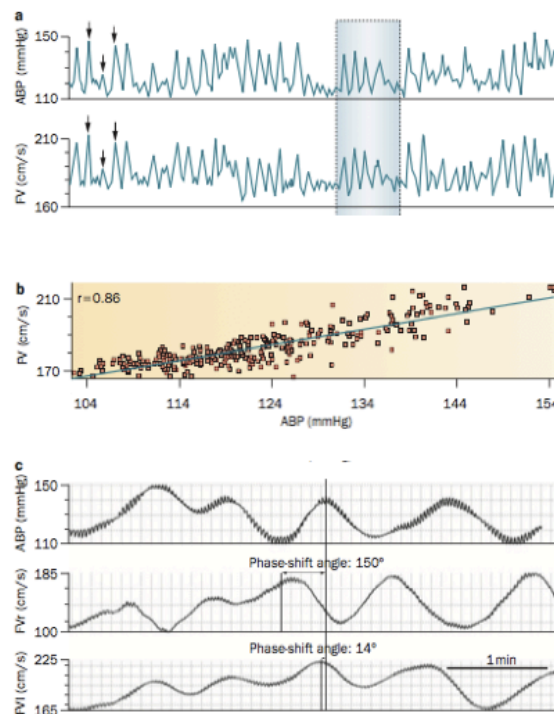 a
150
ABP (mmHg)
110
210
FV (cm/s)
160
b
r=0.86
210
FV (cm/s)
170
104 114 124 134 144 154
ABP (mmHg)
c
150
ABP (mmHg)
110
Phase-shift angle: 150°
185
FVr (cm/s)
100
Phase-shift angle: 14°
225
FVl (cm/s)
1 min
165